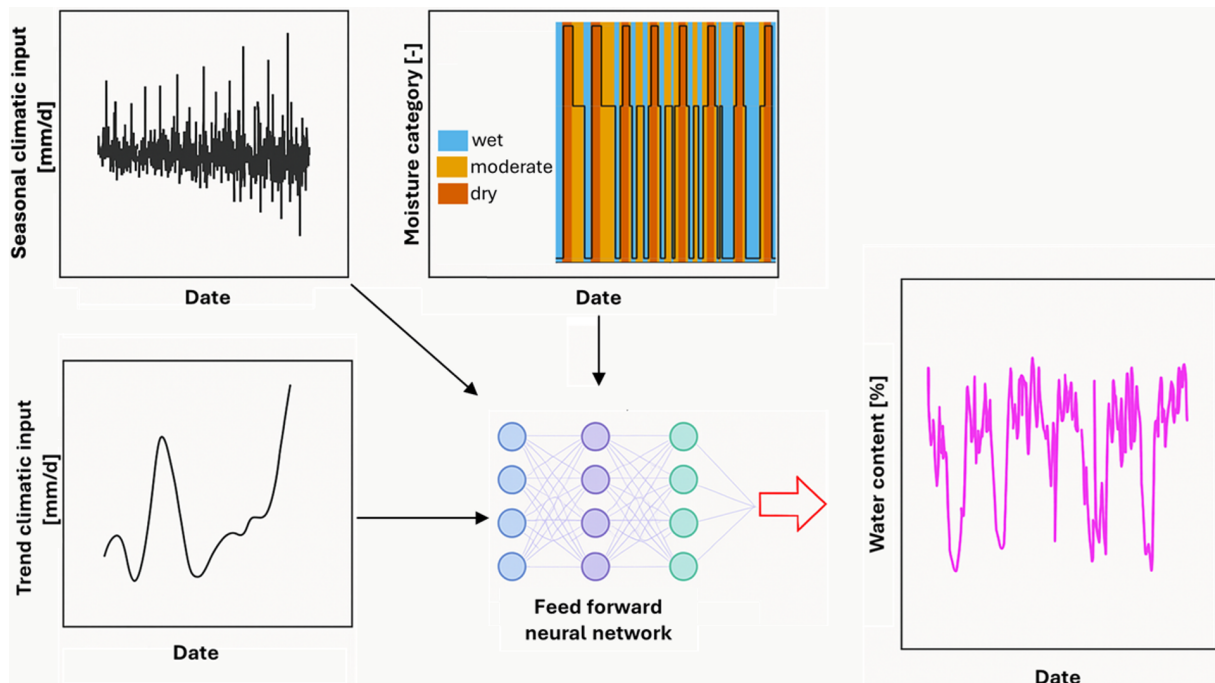 Seasonal climatic input
[mm/d]
Date
Moisture category [-]
wet
moderate
dry
Date
Trend climatic input
[mm/d]
Date
Feed forward
neural network
Water content [%]
Date